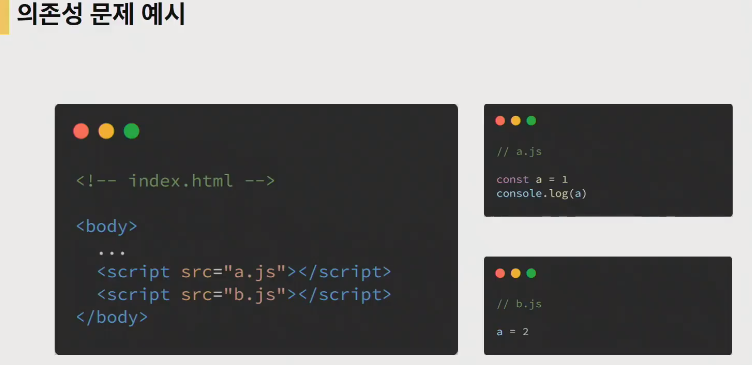 의존성 문제 예시
<!-- index.html -->
<body>
...
<script src="a.js"></script>
<script src="b.js"></script>
</body>
// a.js
const a = 1
console.log(a)
// b.js
a = 2